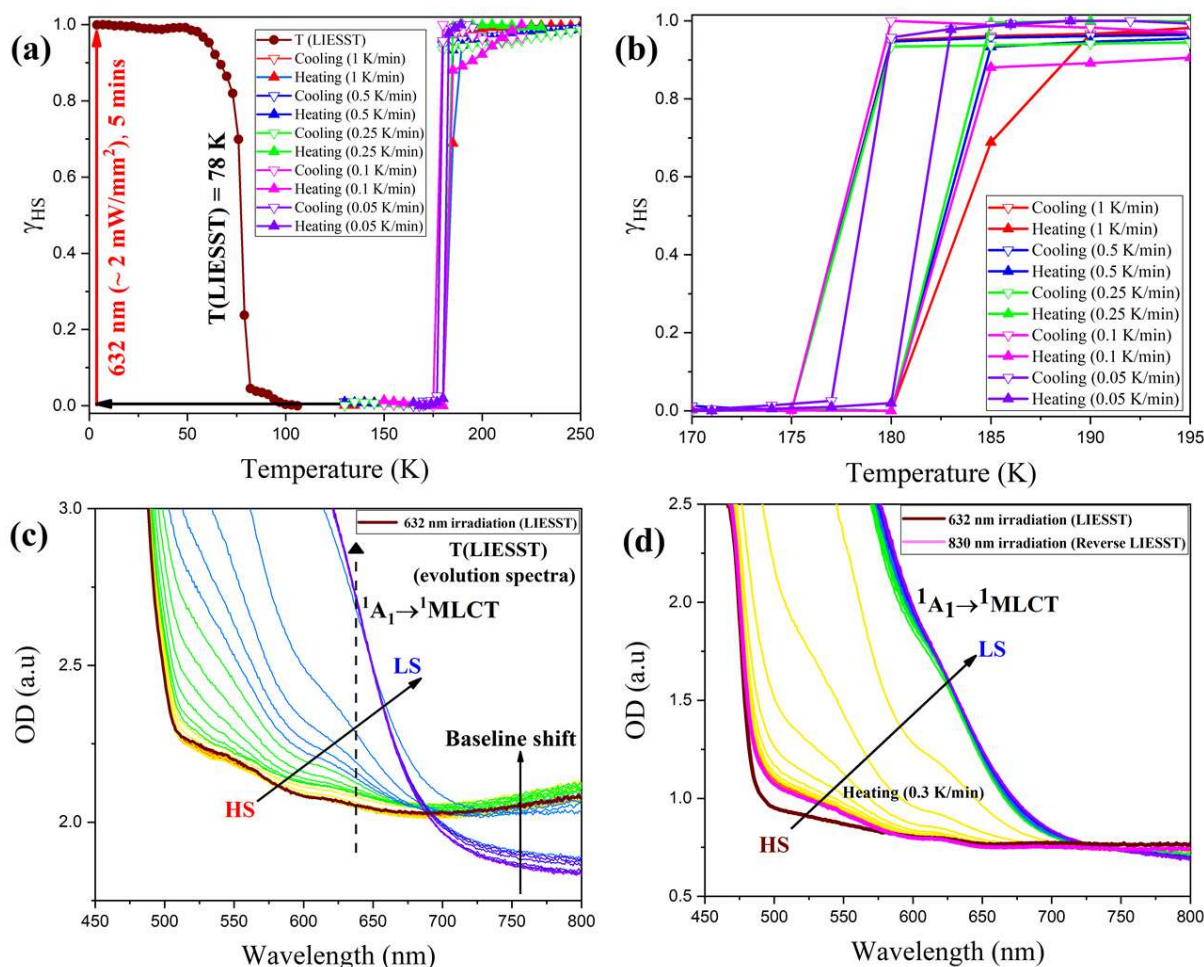 (a)
1.0
0.8
0.6
0.4
0.2
0.0
γHS
632 nm (~ 2 mW/mm²), 5 mins
T(LIESST) = 78 K
T (LIESST)
Cooling (1 K/min)
Heating (1 K/min)
Cooling (0.5 K/min)
Heating (0.5 K/min)
Cooling (0.25 K/min)
Heating (0.25 K/min)
Cooling (0.1 K/min)
Heating (0.1 K/min)
Cooling (0.05 K/min)
Heating (0.05 K/min)
0 50 100 150 200 250
Temperature (K)
(b)
1.0
0.8
0.6
0.4
0.2
0.0
γHS
Cooling (1 K/min)
Heating (1 K/min)
Cooling (0.5 K/min)
Heating (0.5 K/min)
Cooling (0.25 K/min)
Heating (0.25 K/min)
Cooling (0.1 K/min)
Heating (0.1 K/min)
Cooling (0.05 K/min)
Heating (0.05 K/min)
170 175 180 185 190 195
Temperature (K)
(c)
3.0
2.5
2.0
OD (a.u)
632 nm irradiation (LIESST)
T(LIESST)
(evolution spectra)
¹A₁→¹MLCT
LS
Baseline shift
HS
450 500 550 600 650 700 750 800
Wavelength (nm)
(d)
2.5
2.0
1.5
1.0
0.5
OD (a.u)
632 nm irradiation (LIESST)
830 nm irradiation (Reverse LIESST)
¹A₁→¹MLCT
LS
Heating (0.3 K/min)
HS
450 500 550 600 650 700 750 800
Wavelength (nm)